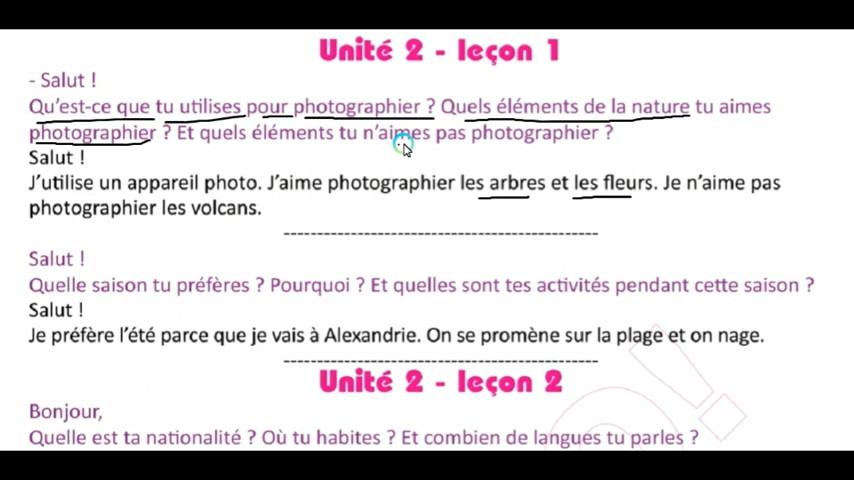 Unité 2 - leçon 1
- Salut !
Qu'est-ce que tu utilises pour photographier ? Quels éléments de la nature tu aimes
photographier ? Et quels éléments tu n'aimes pas photographier ?
Salut !
J'utilise un appareil photo. J'aime photographier les arbres et les fleurs. Je n'aime pas
photographier les volcans.
----------------------------------------------
Salut !
Quelle saison tu préfères ? Pourquoi ? Et quelles sont tes activités pendant cette saison ?
Salut !
Je préfère l'été parce que je vais à Alexandrie. On se promène sur la plage et on nage.
----------------------------------------------
Unité 2 - leçon 2
Bonjour,
Quelle est ta nationalité ? Où tu habites ? Et combien de langues tu parles ?